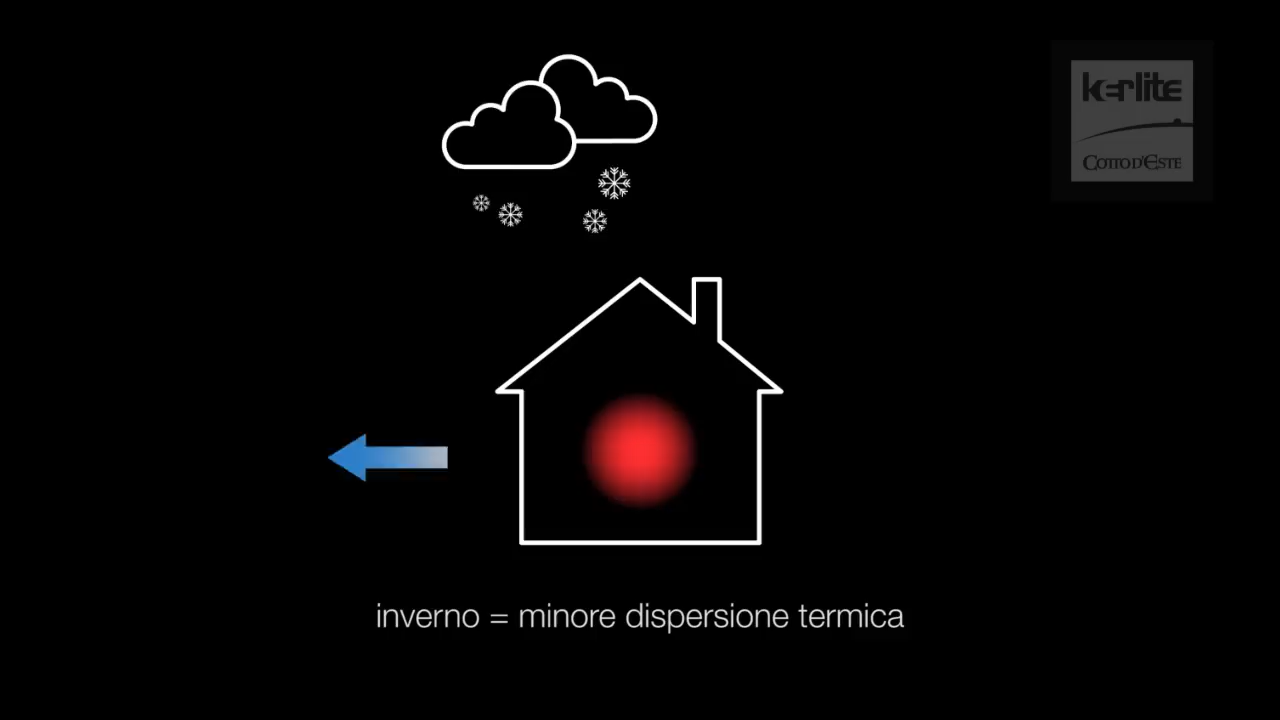 kerlite
COTTO D'ESTE
inverno = minore dispersione termica